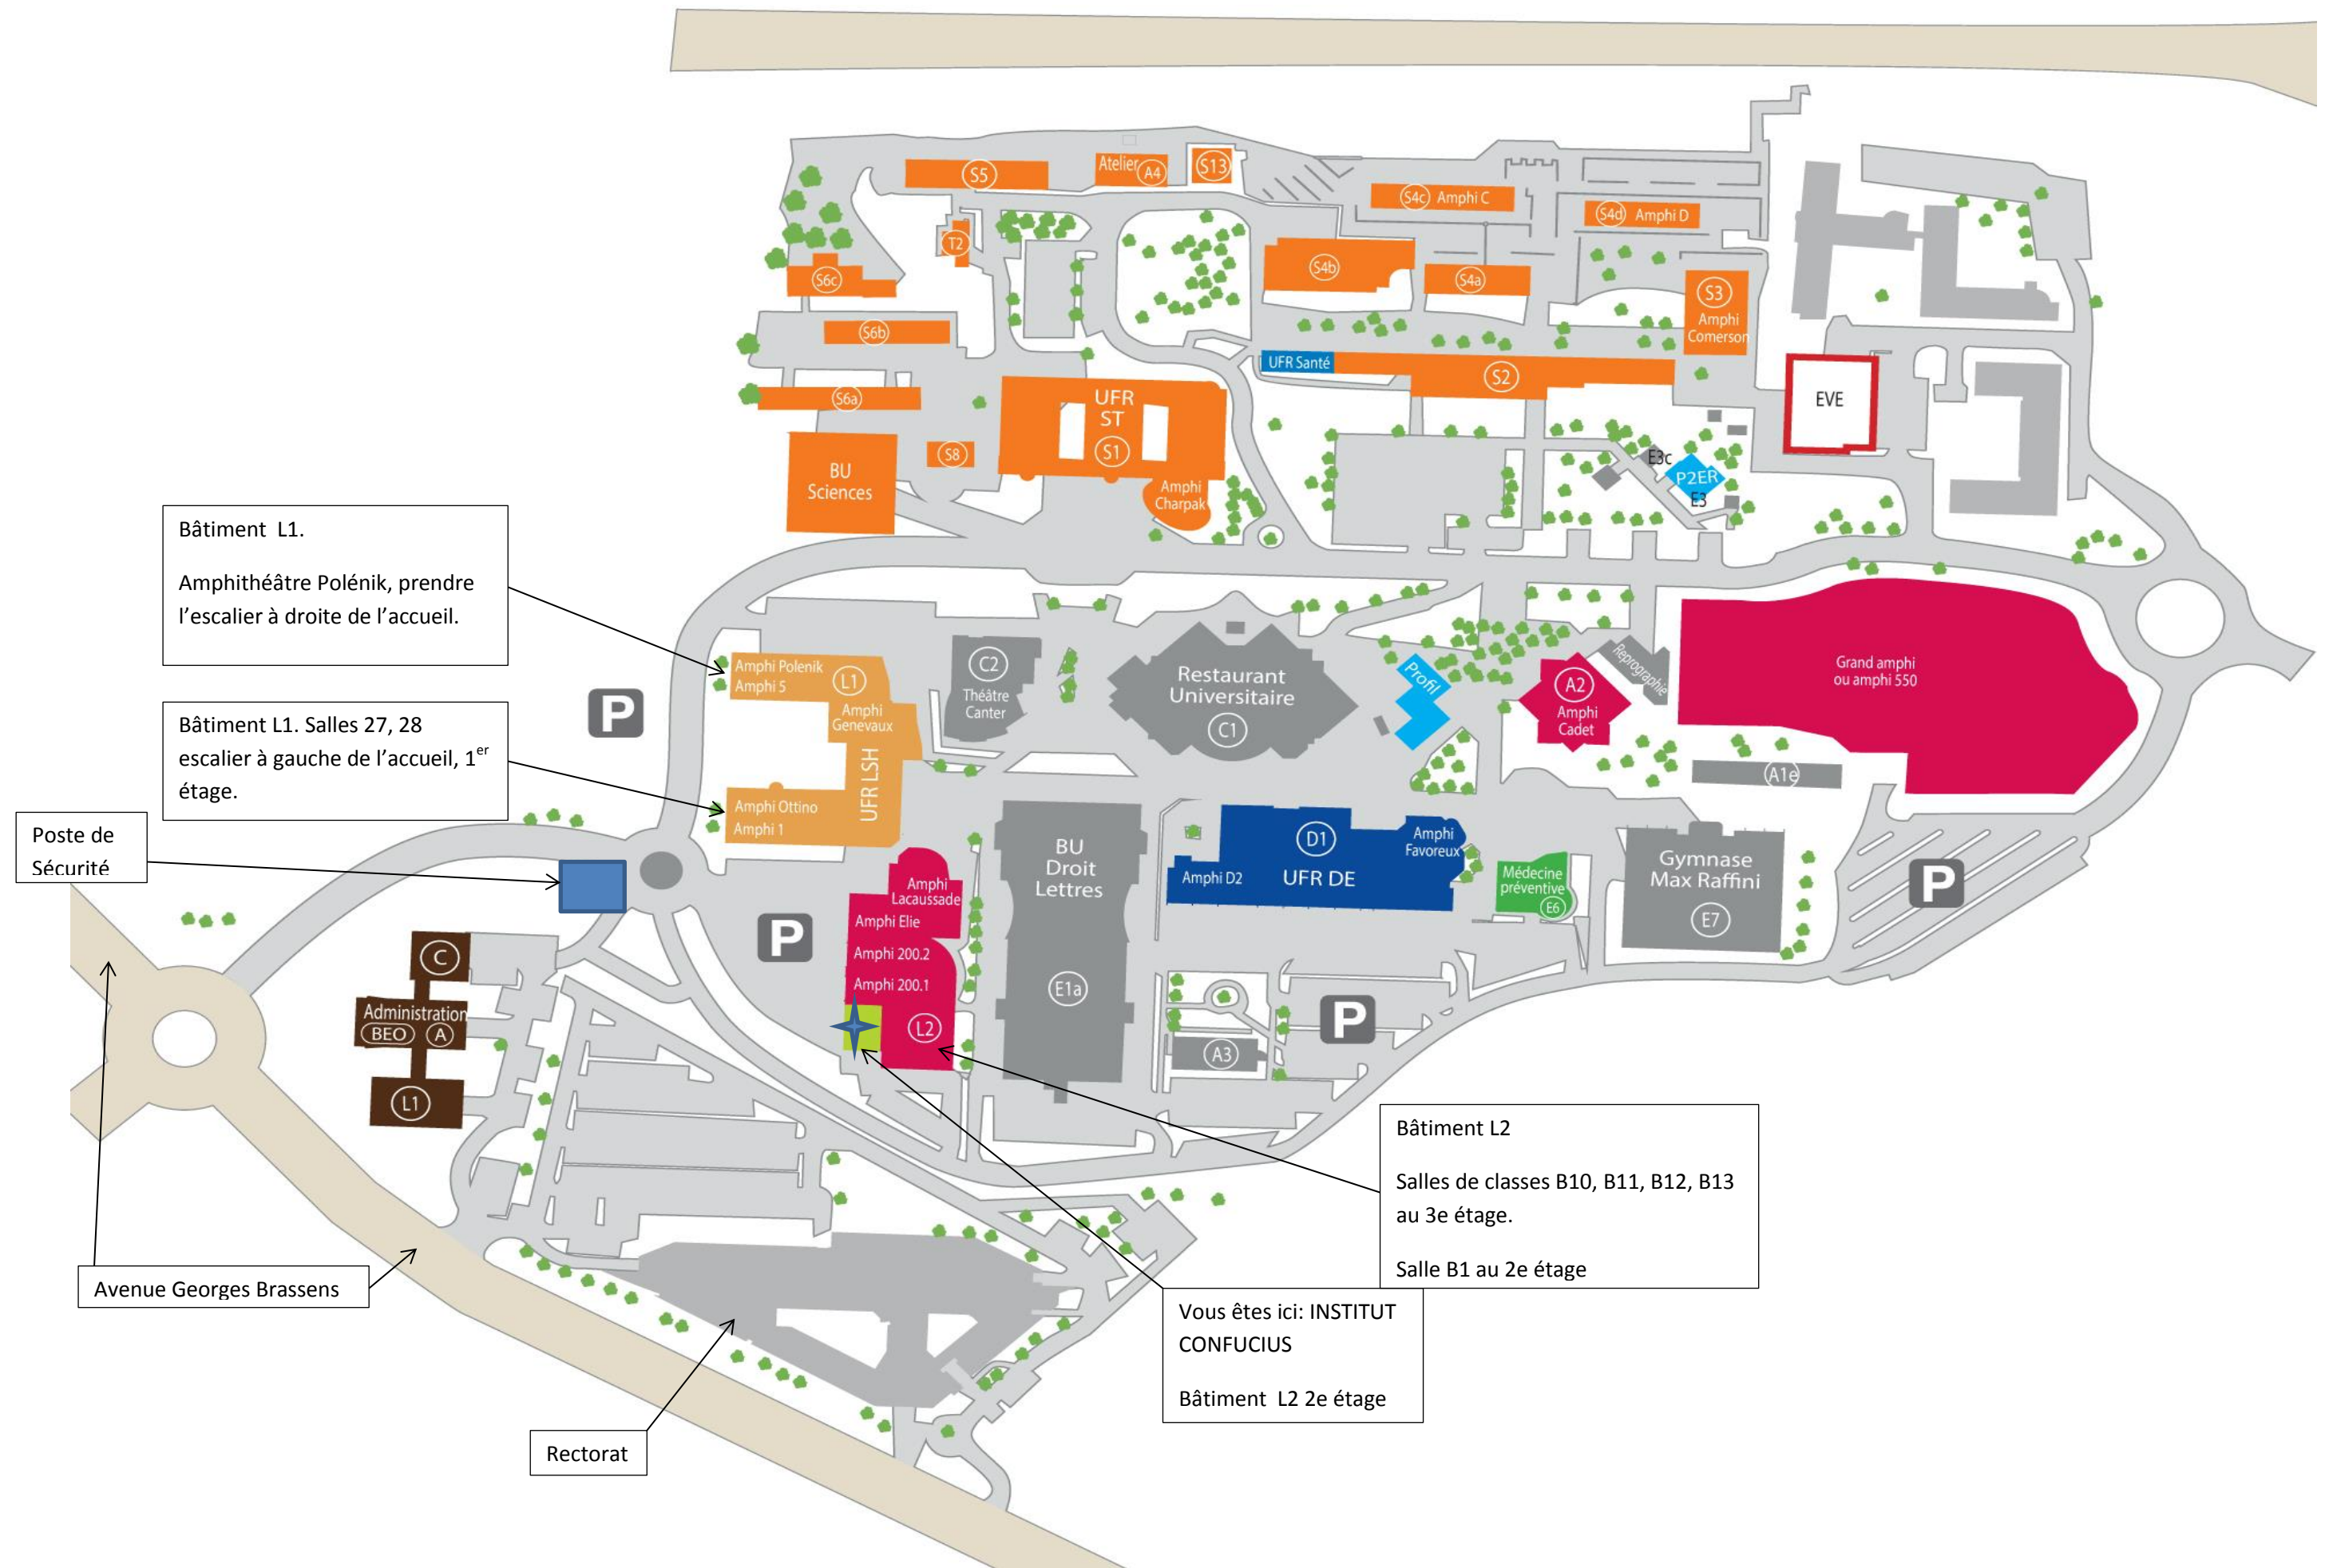 S5
Atelier A4
S13
S4c Amphi C
S4d Amphi D
T2
S6c
S4b
S4a
S3
Amphi
Comerson
S6b
UFR Santé
S2
S6a
UFR
ST
S1
EVE
S8
BU
Sciences
Amphi
Charpak
E3c
P2ER
E3
Bâtiment L1.
Amphithéâtre Polénik, prendre
l’escalier à droite de l’accueil.
Amphi Polenik
Amphi 5
L1
Amphi
Genevaux
UFR LSH
Amphi Ottino
Amphi 1
C2
Théâtre
Canter
Restaurant
Universitaire
C1
Profil
A2
Amphi
Cadet
Reprographie
Grand amphi
ou amphi 550
A1e
P
Bâtiment L1. Salles 27, 28
escalier à gauche de l’accueil, 1er
étage.
Poste de
Sécurité
BU
Droit
Lettres
E1a
D1
UFR DE
Amphi
Favoreux
Amphi D2
Médecine
préventive
E6
Gymnase
Max Raffini
E7
P
Amphi
Lacaussade
Amphi Elie
Amphi 200.2
Amphi 200.1
L2
P
C
Administration
BEO A
L1
A3
P
Bâtiment L2
Salles de classes B10, B11, B12, B13
au 3e étage.
Salle B1 au 2e étage
Avenue Georges Brassens
Vous êtes ici: INSTITUT
CONFUCIUS
Bâtiment L2 2e étage
Rectorat